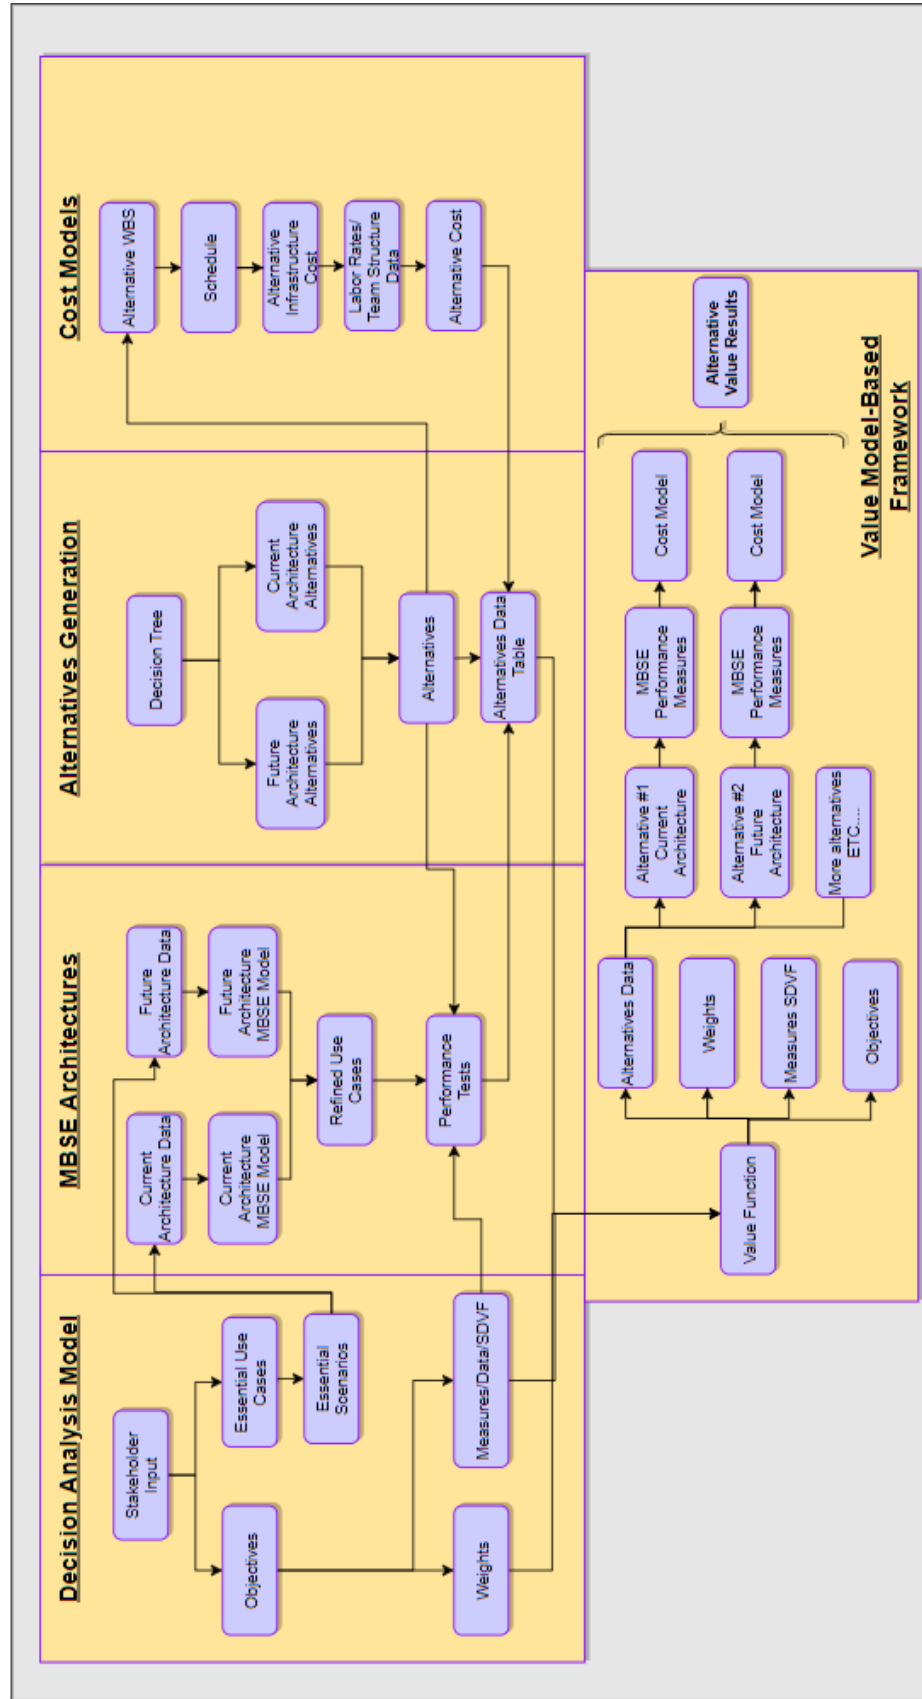 Decision Analysis Model
Stakeholder
Input
Objectives
Essential Use
Cases
Essential
Scenarios
Weights
Measures/Data/SDVF
MBSE Architectures
Current
Architecture Data
Future
Architecture Data
Current
Architecture
MBSE Model
Future
Architecture
MBSE Model
Refined Use
Cases
Performance
Tests
Alternatives Generation
Decision Tree
Future
Architecture
Alternatives
Current
Architecture
Alternatives
Alternatives
Alternatives Data
Table
Cost Models
Alternative WBS
Schedule
Alternative
Infrastructure
Cost
Labor Rates/
Team Structure
Data
Alternative Cost
Value Function
Alternatives Data
Weights
Measures SDVF
Objectives
Alternative #1
Current
Architecture
MBSE
Performance
Measures
Cost Model
Alternative #2
Future
Architecture
MBSE
Performance
Measures
Cost Model
More alternatives
ETC....
Alternative
Value Results
Value Model-Based
Framework